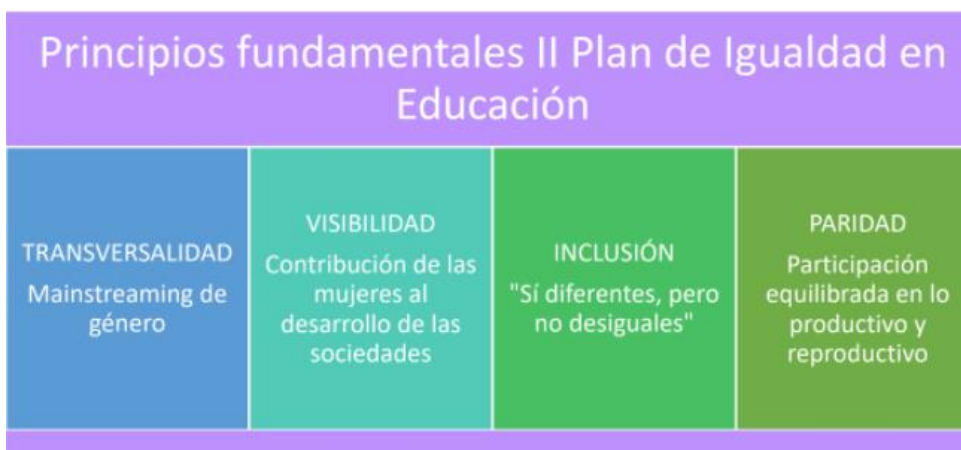 Principios fundamentales II Plan de Igualdad en
Educación
TRANSVERSALIDAD
Mainstreaming de
género
VISIBILIDAD
Contribución de las
mujeres al
desarrollo de las
sociedades
INCLUSIÓN
"Sí diferentes, pero
no desiguales"
PARIDAD
Participación
equilibrada en lo
productivo y
reproductivo